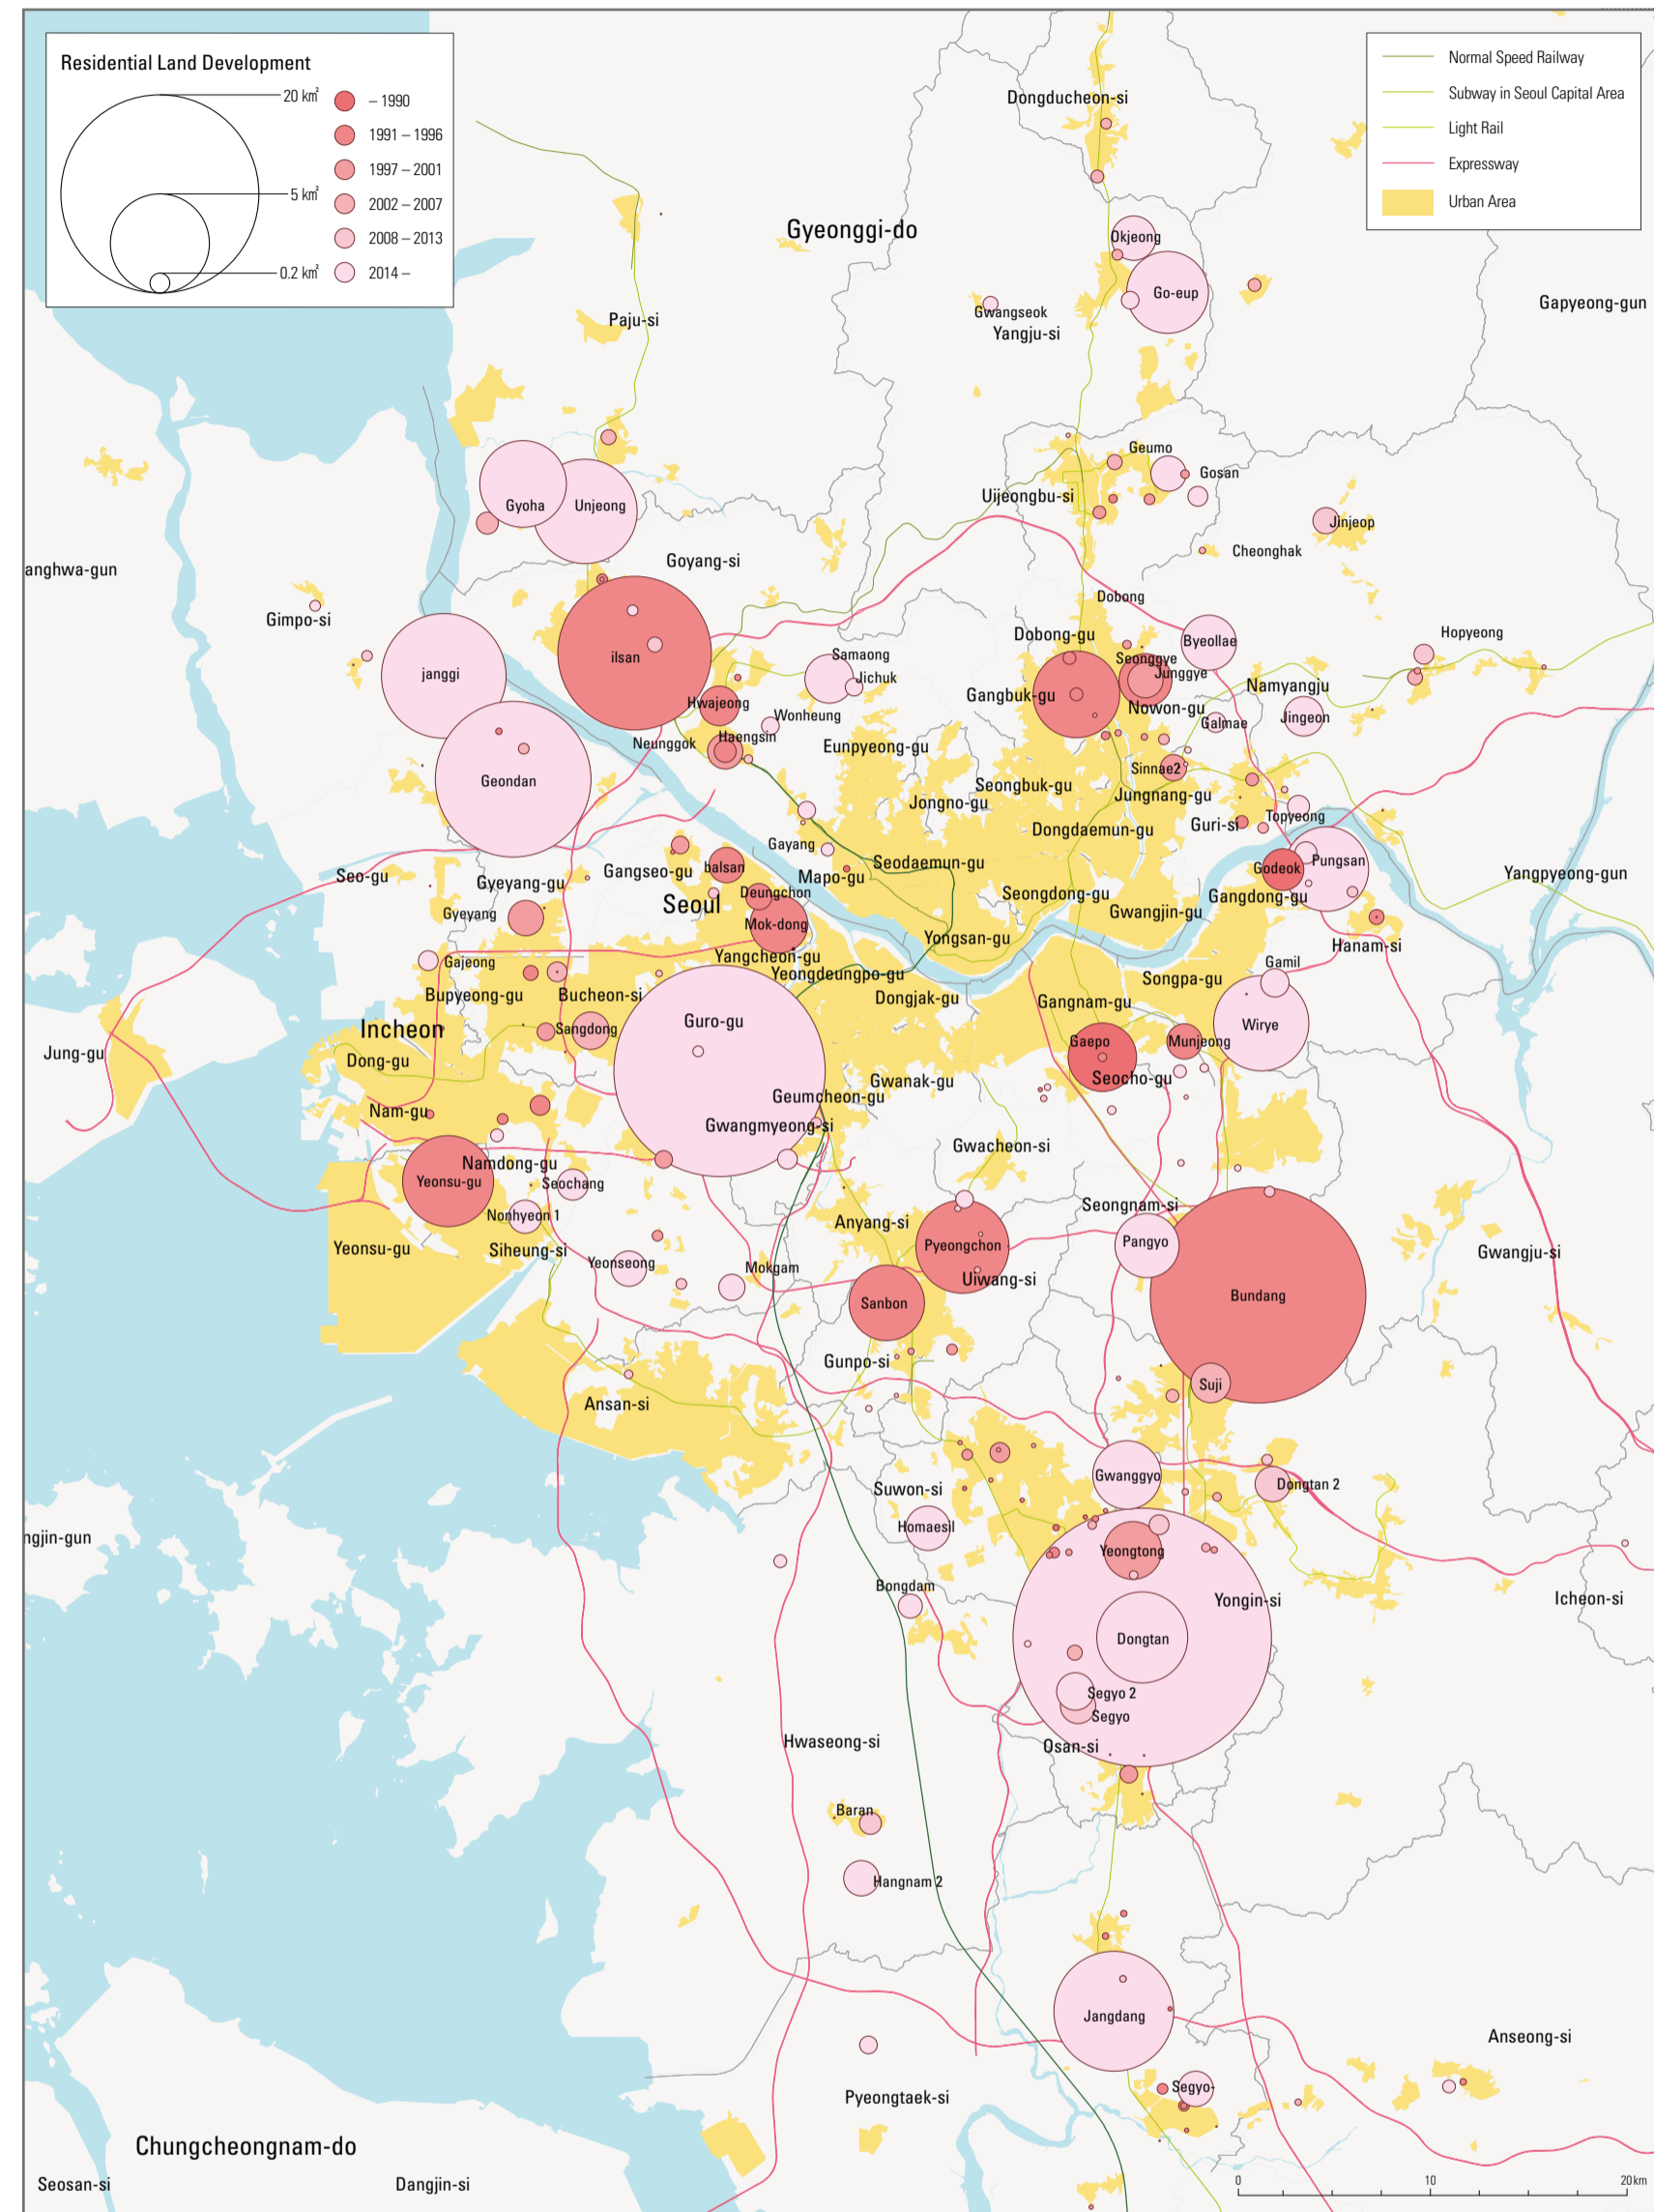 Residential Land Development
20 km²
5 km²
0.2 km²
– 1990
1991 – 1996
1997 – 2001
2002 – 2007
2008 – 2013
2014 –
Normal Speed Railway
Subway in Seoul Capital Area
Light Rail
Expressway
Urban Area
Dongducheon-si
Gyeonggi-do
Okjeong
Go-eup
Gapyeong-gun
Gwangseok
Yangju-si
Paju-si
Geumo
Gosan
Uijeongbu-si
Gyoha
Unjeong
Jinjeop
Cheonghak
Goyang-si
anghwa-gun
Gimpo-si
Dobong
Dobong-gu
Byeollae
Hopyeong
ilsan
Samaong
Seonggye
Junggye
janggi
Jichuk
Gangbuk-gu
Namyangju
Hwajeong
Nowon-gu
Galmae
Jingeon
Wonheung
Neunggok
Haengsin
Eunpyeong-gu
Sinnae2
Geondan
Seongbuk-gu
Jungnang-gu
Jongno-gu
Topyeong
Guri-si
Dongdaemun-gu
Gayang
Seodaemun-gu
Pungsan
Godeok
Seo-gu
Gyeyang-gu
Gangseo-gu
balsan
Mapo-gu
Yangpyeong-gun
Deungchon
Seongdong-gu
Gangdong-gu
Seoul
Gyeyang
Gwangjin-gu
Mok-dong
Yongsan-gu
Hanam-si
Yangcheon-gu
Gajeong
Gamil
Yeongdeungpo-gu
Songpa-gu
Bupyeong-gu
Bucheon-si
Dongjak-gu
Gangnam-gu
Guro-gu
Wirye
Incheon
Sangdong
Gaepo
Munjeong
Jung-gu
Dong-gu
Seocho-gu
Gwanak-gu
Geumcheon-gu
Nam-gu
Gwangmyeong-si
Gwacheon-si
Namdong-gu
Yeonsu-gu
Seochang
Seongnam-si
Nonhyeon 1
Anyang-si
Pangyo
Yeonsu-gu
Siheung-si
Pyeongchon
Gwangju-si
Yeonseong
Mokgam
Uiwang-si
Bundang
Sanbon
Gunpo-si
Suji
Ansan-si
Gwanggyo
Dongtan 2
Suwon-si
Homaesil
ngjin-gun
Yeongtong
Bongdam
Yongin-si
Icheon-si
Dongtan
Segyo 2
Segyo
Hwaseong-si
Osan-si
Baran
Hangnam 2
Jangdang
Anseong-si
Segyo-
Pyeongtaek-si
Chungcheongnam-do
Seosan-si
Dangjin-si
0
10
20km